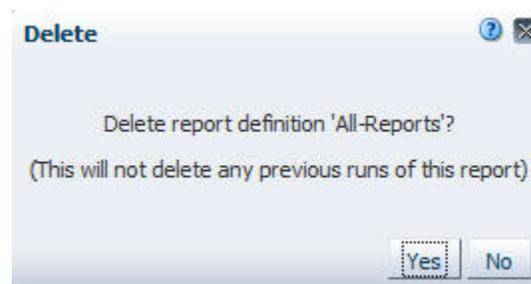 Delete
Delete report definition 'All-Reports'?
(This will not delete any previous runs of this report)
Yes No